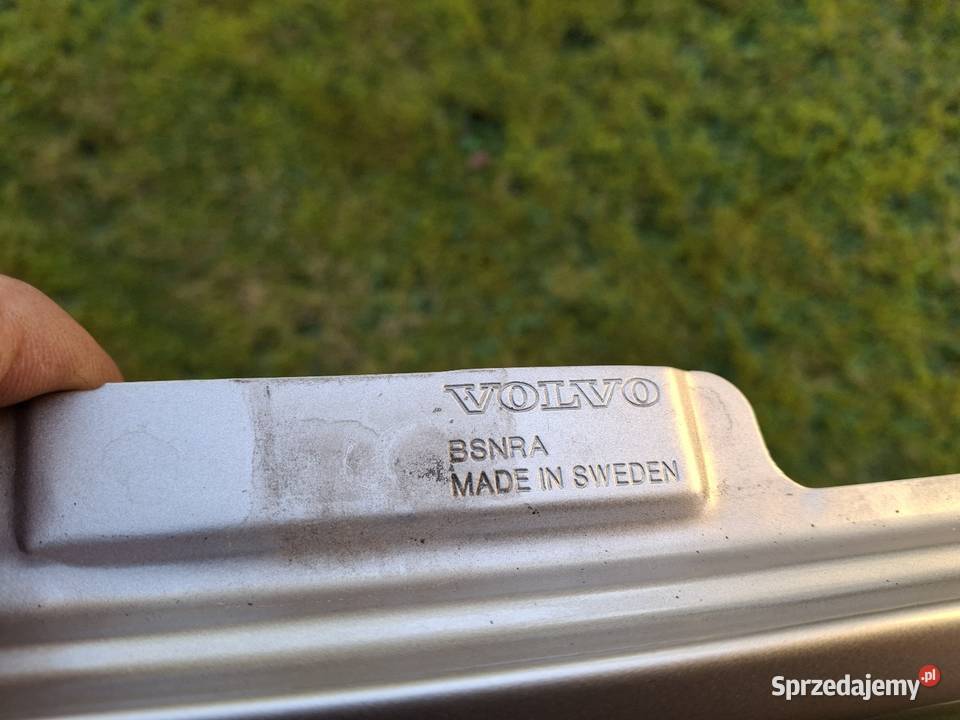 VOLVO
BSNRA
MADE IN SWEDEN
Sprzedajemy.pl